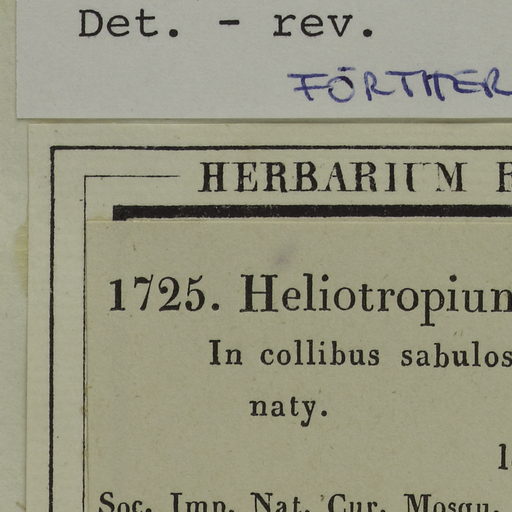 Det. - rev.
FÖRTHER
HERBARIUM
1725. Heliotropium
In collibus sabulos
naty.
Soc. Imp. Nat. Cur. Mosqu.